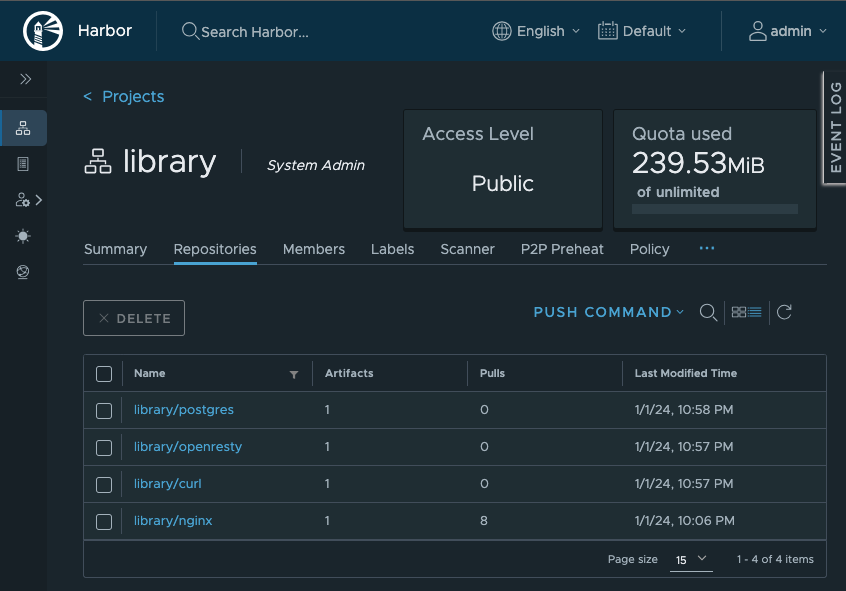 Harbor
Search Harbor...
English
Default
admin
EVENT LOG
< Projects
library
System Admin
Access Level
Public
Quota used
239.53MiB
of unlimited
Summary Repositories Members Labels Scanner P2P Preheat Policy ...
DELETE
PUSH COMMAND
Name Artifacts Pulls Last Modified Time
library/postgres 1 0 1/1/24, 10:58 PM
library/openresty 1 0 1/1/24, 10:57 PM
library/curl 1 0 1/1/24, 10:57 PM
library/nginx 1 8 1/1/24, 10:06 PM
Page size 15 1 - 4 of 4 items